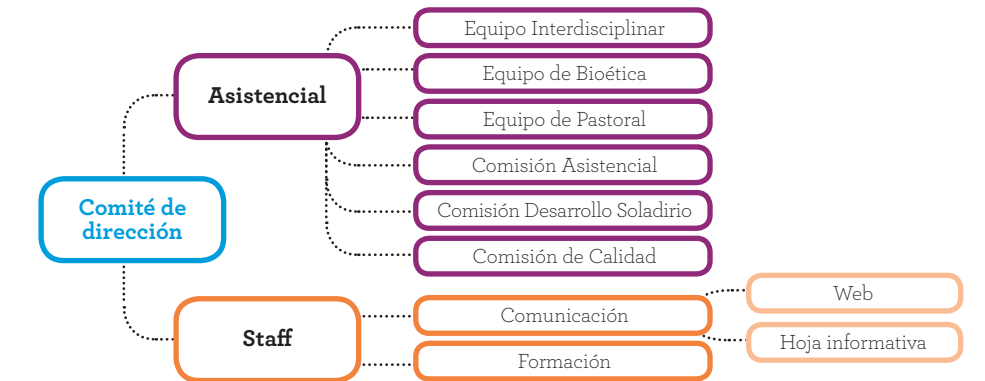 Comité de
dirección
Asistencial
Equipo Interdisciplinar
Equipo de Bioética
Equipo de Pastoral
Comisión Asistencial
Comisión Desarrollo Soladirio
Comisión de Calidad
Staff
Comunicación
Web
Hoja informativa
Formación